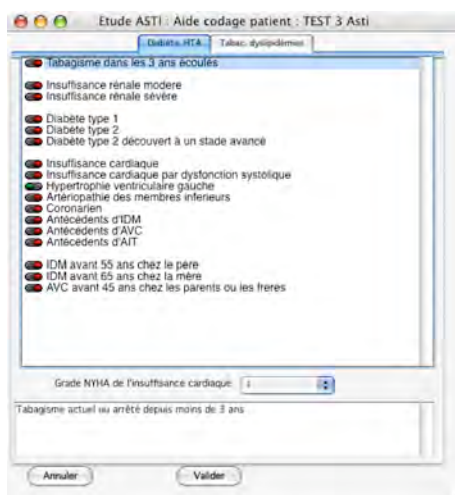 Etude ASTI : Aide codage patient : TEST 3 Asti
Diabète HTA Tabac, dyslipidémies
Tabagisme dans les 3 ans écoulés
Insuffisance rénale modere
Insuffisance rénale sévère
Diabète type 1
Diabète type 2
Diabète type 2 découvert à un stade avancé
Insuffisance cardiaque
Insuffisance cardiaque par dysfonction systolique
Hypertrophie ventriculaire gauche
Artériopathie des membres inferieurs
Coronarien
Antécédents d'IDM
Antécédents d'AVC
Antécédents d'AIT
IDM avant 55 ans chez le pere
IDM avant 65 ans chez la mère
AVC avant 45 ans chez les parents ou les freres
Grade NYHA de l'insuffisance cardiaque
Tabagisme actuel ou arrêté depuis moins de 3 ans
Annuler Valider